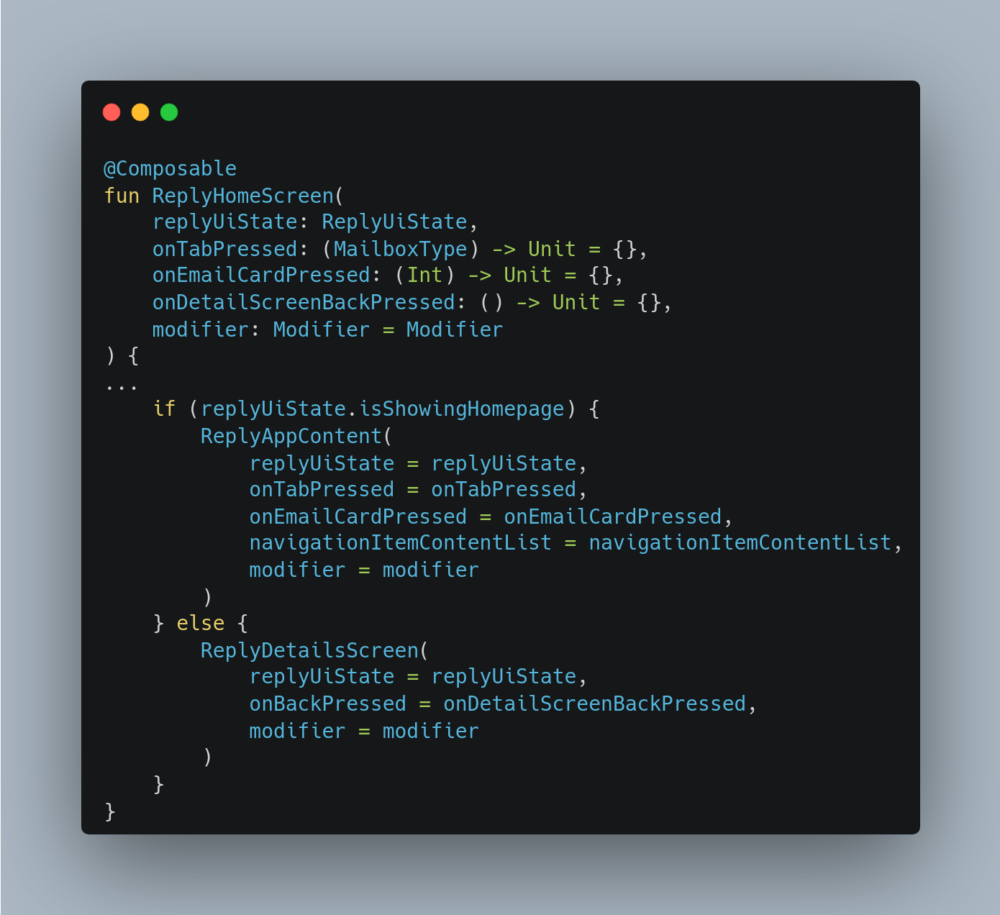 @Composable
fun ReplyHomeScreen(
    replyUiState: ReplyUiState,
    onTabPressed: (MailboxType) -> Unit = {},
    onEmailCardPressed: (Int) -> Unit = {},
    onDetailScreenBackPressed: () -> Unit = {},
    modifier: Modifier = Modifier
) {
...
    if (replyUiState.isShowingHomepage) {
        ReplyAppContent(
            replyUiState = replyUiState,
            onTabPressed = onTabPressed,
            onEmailCardPressed = onEmailCardPressed,
            navigationItemContentList = navigationItemContentList,
            modifier = modifier
        )
    } else {
        ReplyDetailsScreen(
            replyUiState = replyUiState,
            onBackPressed = onDetailScreenBackPressed,
            modifier = modifier
        )
    }
}